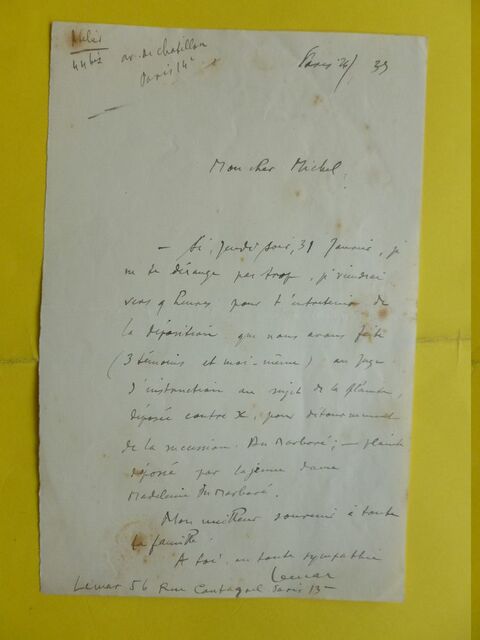 44 bis av. de chatillon
Paris 14e
Paris 35
Mon cher Michel,
— Si, Jeudi soir, 31 Janvier, je
ne te dérange pas trop, je viendrai
vers 9 heures pour t'entretenir de
la déposition que nous avons faite
(3 témoins et moi-même) au juge
d'instruction au sujet de la plainte,
déposée contre X, pour détournement
de la succession Du Marboré; — plainte
déposée par la jeune dame
Madeleine Du Marboré.
Mon meilleur souvenir à toute
la famille
A toi, en toute sympathie
Lemar
Lemar 56 Rue Paris 13e